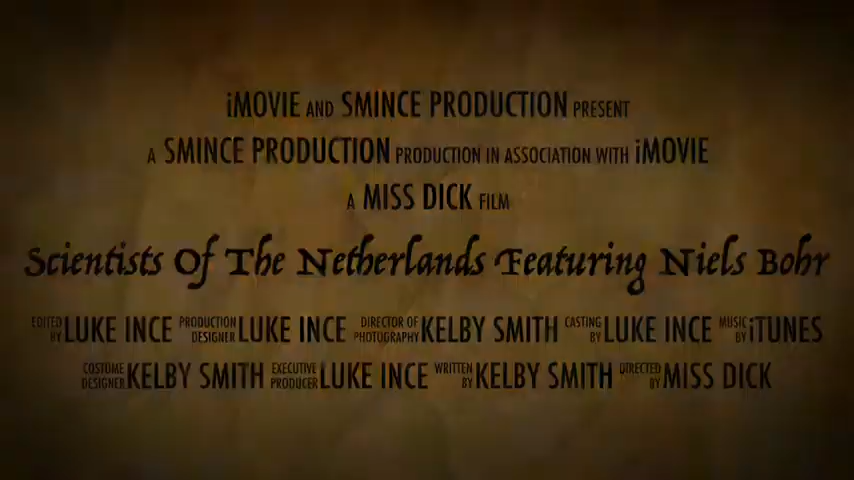 iMOVIE AND SMINCE PRODUCTION PRESENT
A SMINCE PRODUCTION PRODUCTION IN ASSOCIATION WITH iMOVIE
A MISS DICK FILM
Scientists Of The Netherlands Featuring Niels Bohr
EDITED BY LUKE INCE PRODUCTION DESIGNER LUKE INCE DIRECTOR OF PHOTOGRAPHY KELBY SMITH CASTING BY LUKE INCE MUSIC BY iTUNES
COSTUME DESIGNER KELBY SMITH EXECUTIVE PRODUCER LUKE INCE WRITTEN BY KELBY SMITH DIRECTED BY MISS DICK